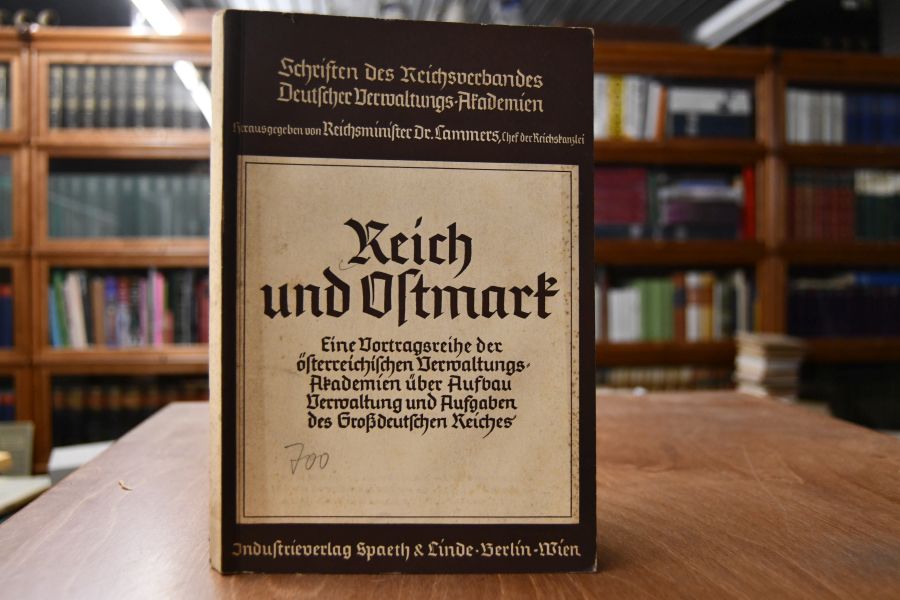 Schriften des Reichsverbandes
Deutscher Verwaltungs-Akademien
Herausgegeben von Reichsminister Dr. Lammers, Chef der Reichskanzlei
Reich
und Ostmark
Eine Vortragsreihe der
österreichischen Verwaltungs-
Akademien über Aufbau
Verwaltung und Aufgaben
des Großdeutschen Reiches
700
Industrieverlag Spaeth & Linde · Berlin-Wien